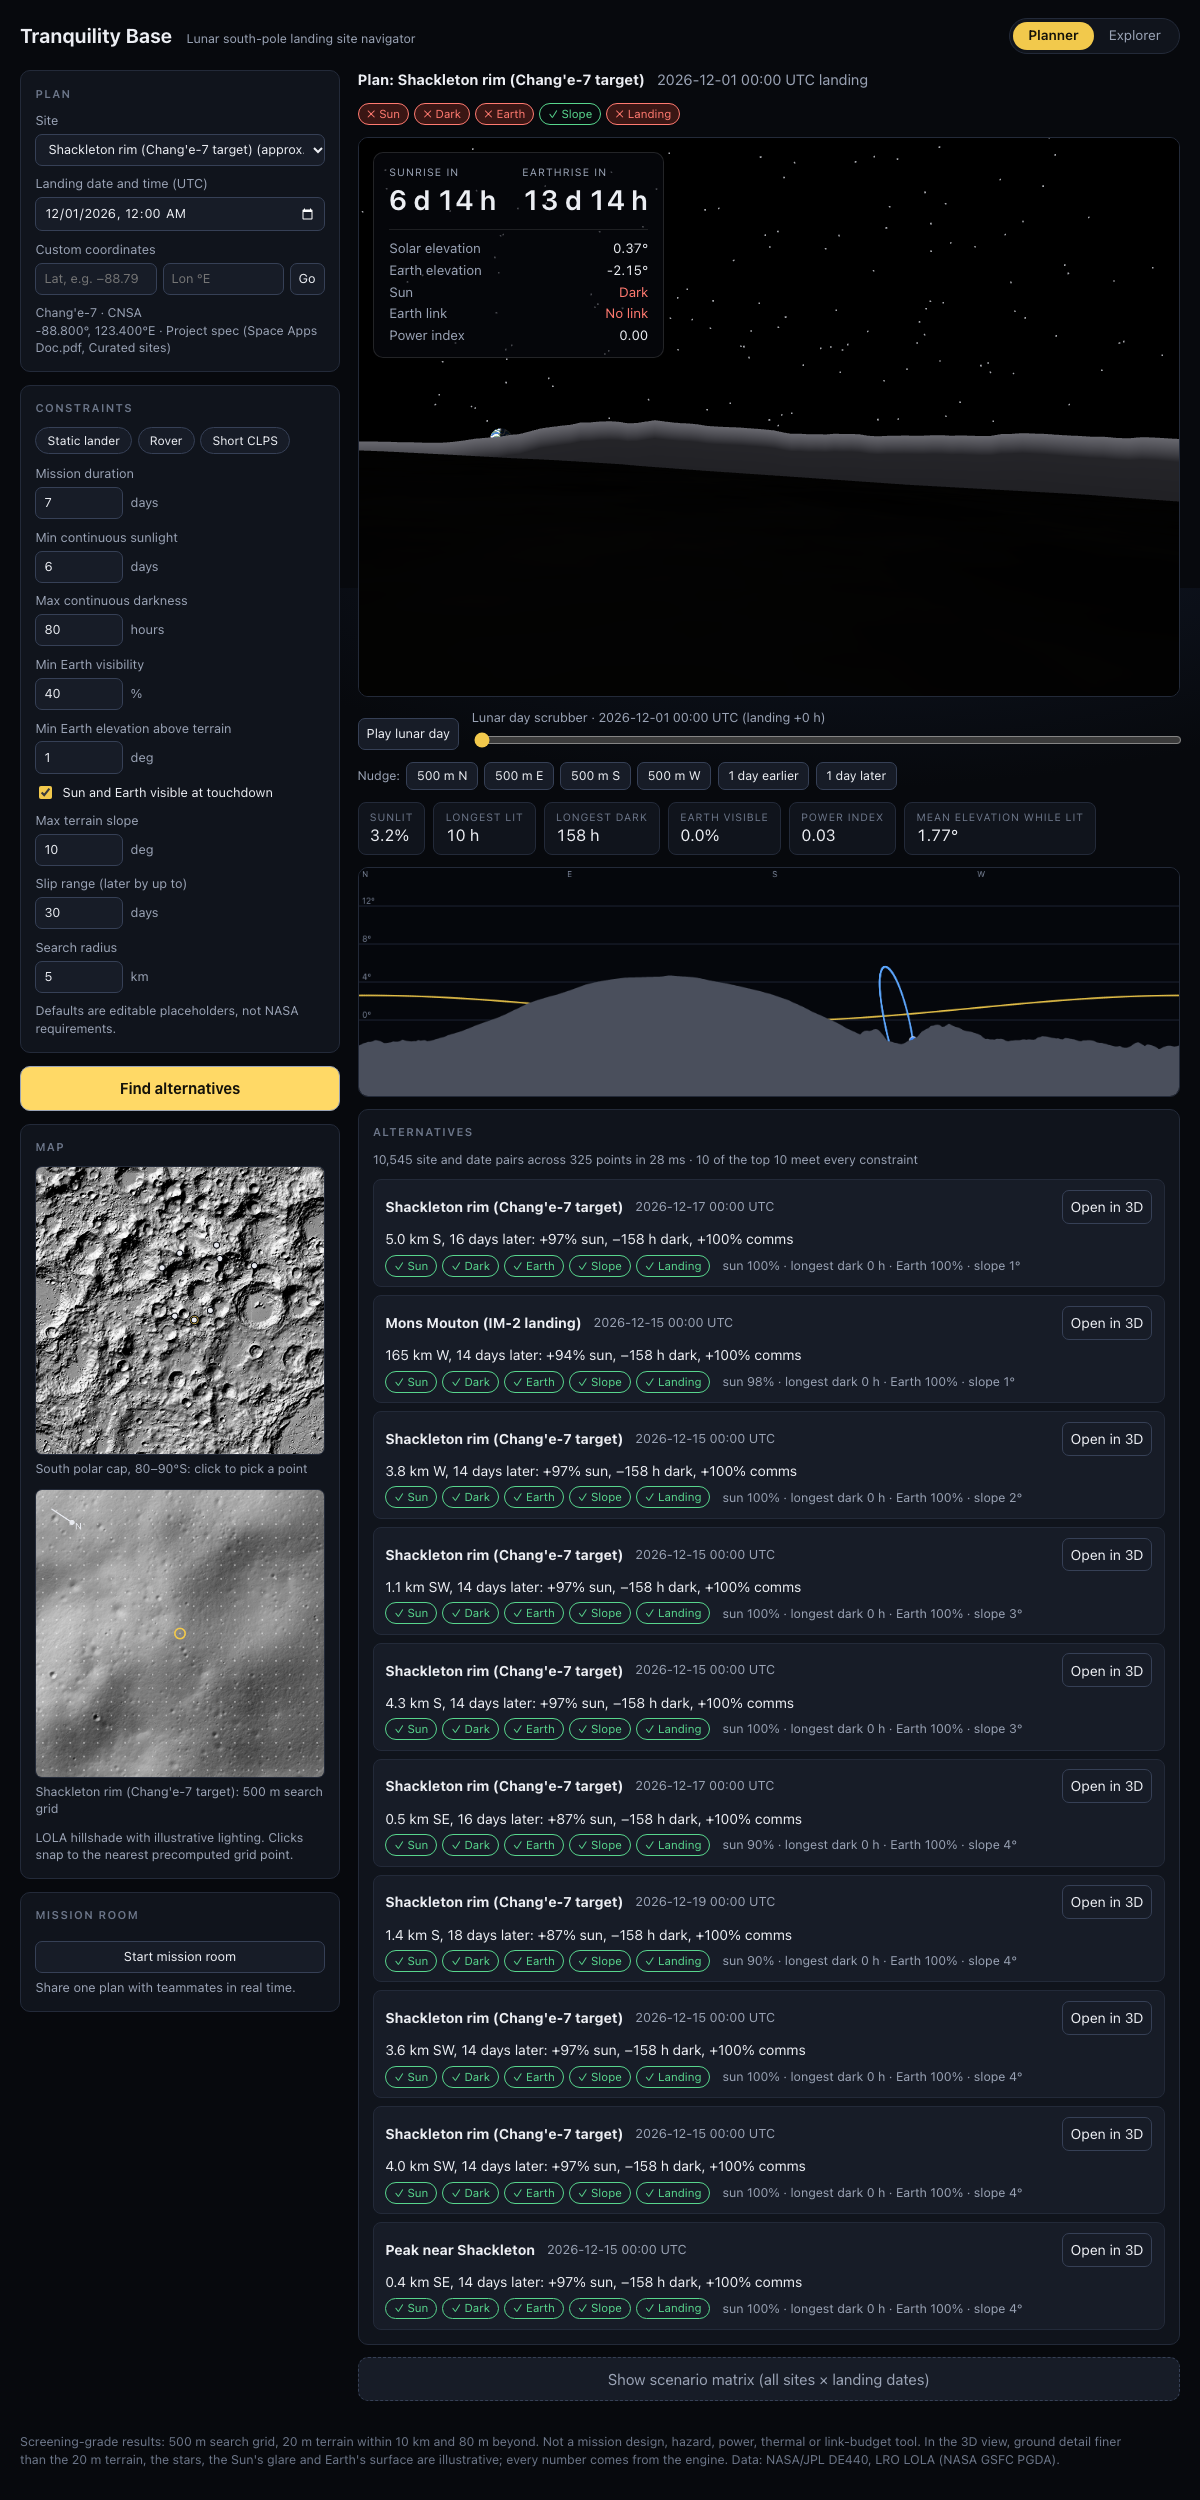 Tranquility Base
Lunar south-pole landing site navigator
Planner
Explorer
PLAN
Site
Shackleton rim (Chang'e-7 target) (approx.
Landing date and time (UTC)
12/01/2026, 12:00 AM
Custom coordinates
Lat, e.g. −88.79
Lon °E
Go
Chang'e-7 · CNSA
-88.800°, 123.400°E · Project spec (Space Apps
Doc.pdf, Curated sites)
CONSTRAINTS
Static lander
Rover
Short CLPS
Mission duration
7 days
Min continuous sunlight
6 days
Max continuous darkness
80 hours
Min Earth visibility
40 %
Min Earth elevation above terrain
1 deg
Sun and Earth visible at touchdown
Max terrain slope
10 deg
Slip range (later by up to)
30 days
Search radius
5 km
Defaults are editable placeholders, not NASA
requirements.
Find alternatives
MAP
South polar cap, 80–90°S: click to pick a point
N
Shackleton rim (Chang'e-7 target): 500 m search
grid
LOLA hillshade with illustrative lighting. Clicks
snap to the nearest precomputed grid point.
MISSION ROOM
Start mission room
Share one plan with teammates in real time.
Plan: Shackleton rim (Chang'e-7 target) 2026-12-01 00:00 UTC landing
✕ Sun ✕ Dark ✕ Earth ✓ Slope ✕ Landing
SUNRISE IN EARTHRISE IN
6 d 14 h 13 d 14 h
Solar elevation 0.37°
Earth elevation -2.15°
Sun Dark
Earth link No link
Power index 0.00
Lunar day scrubber · 2026-12-01 00:00 UTC (landing +0 h)
Play lunar day
Nudge: 500 m N 500 m E 500 m S 500 m W 1 day earlier 1 day later
SUNLIT LONGEST LIT LONGEST DARK EARTH VISIBLE POWER INDEX MEAN ELEVATION WHILE LIT
3.2% 10 h 158 h 0.0% 0.03 1.77°
N E S W
12°
8°
4°
0°
ALTERNATIVES
10,545 site and date pairs across 325 points in 28 ms · 10 of the top 10 meet every constraint
Shackleton rim (Chang'e-7 target) 2026-12-17 00:00 UTC Open in 3D
5.0 km S, 16 days later: +97% sun, −158 h dark, +100% comms
✓ Sun ✓ Dark ✓ Earth ✓ Slope ✓ Landing sun 100% · longest dark 0 h · Earth 100% · slope 1°
Mons Mouton (IM-2 landing) 2026-12-15 00:00 UTC Open in 3D
165 km W, 14 days later: +94% sun, −158 h dark, +100% comms
✓ Sun ✓ Dark ✓ Earth ✓ Slope ✓ Landing sun 98% · longest dark 0 h · Earth 100% · slope 1°
Shackleton rim (Chang'e-7 target) 2026-12-15 00:00 UTC Open in 3D
3.8 km W, 14 days later: +97% sun, −158 h dark, +100% comms
✓ Sun ✓ Dark ✓ Earth ✓ Slope ✓ Landing sun 100% · longest dark 0 h · Earth 100% · slope 2°
Shackleton rim (Chang'e-7 target) 2026-12-15 00:00 UTC Open in 3D
1.1 km SW, 14 days later: +97% sun, −158 h dark, +100% comms
✓ Sun ✓ Dark ✓ Earth ✓ Slope ✓ Landing sun 100% · longest dark 0 h · Earth 100% · slope 3°
Shackleton rim (Chang'e-7 target) 2026-12-15 00:00 UTC Open in 3D
4.3 km S, 14 days later: +97% sun, −158 h dark, +100% comms
✓ Sun ✓ Dark ✓ Earth ✓ Slope ✓ Landing sun 100% · longest dark 0 h · Earth 100% · slope 3°
Shackleton rim (Chang'e-7 target) 2026-12-17 00:00 UTC Open in 3D
0.5 km SE, 16 days later: +87% sun, −158 h dark, +100% comms
✓ Sun ✓ Dark ✓ Earth ✓ Slope ✓ Landing sun 90% · longest dark 0 h · Earth 100% · slope 4°
Shackleton rim (Chang'e-7 target) 2026-12-19 00:00 UTC Open in 3D
1.4 km S, 18 days later: +87% sun, −158 h dark, +100% comms
✓ Sun ✓ Dark ✓ Earth ✓ Slope ✓ Landing sun 90% · longest dark 0 h · Earth 100% · slope 4°
Shackleton rim (Chang'e-7 target) 2026-12-15 00:00 UTC Open in 3D
3.6 km SW, 14 days later: +97% sun, −158 h dark, +100% comms
✓ Sun ✓ Dark ✓ Earth ✓ Slope ✓ Landing sun 100% · longest dark 0 h · Earth 100% · slope 4°
Shackleton rim (Chang'e-7 target) 2026-12-15 00:00 UTC Open in 3D
4.0 km SW, 14 days later: +97% sun, −158 h dark, +100% comms
✓ Sun ✓ Dark ✓ Earth ✓ Slope ✓ Landing sun 100% · longest dark 0 h · Earth 100% · slope 4°
Peak near Shackleton 2026-12-15 00:00 UTC Open in 3D
0.4 km SE, 14 days later: +97% sun, −158 h dark, +100% comms
✓ Sun ✓ Dark ✓ Earth ✓ Slope ✓ Landing sun 100% · longest dark 0 h · Earth 100% · slope 4°
Show scenario matrix (all sites × landing dates)
Screening-grade results: 500 m search grid, 20 m terrain within 10 km and 80 m beyond. Not a mission design, hazard, power, thermal or link-budget tool. In the 3D view, ground detail finer
than the 20 m terrain, the stars, the Sun's glare and Earth's surface are illustrative; every number comes from the engine. Data: NASA/JPL DE440, LRO LOLA (NASA GSFC PGDA).